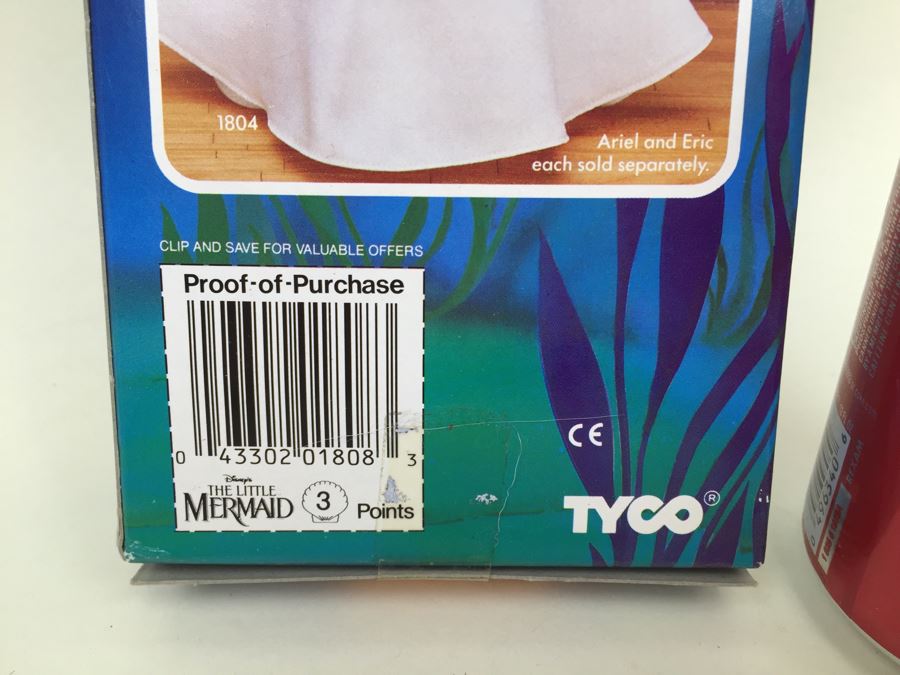 1804
Ariel and Eric
each sold separately.
CLIP AND SAVE FOR VALUABLE OFFERS
Proof-of-Purchase
0 43302 01808 3
Disney's
THE LITTLE
MERMAID
3 Points
CE
TYCO®
REXAM